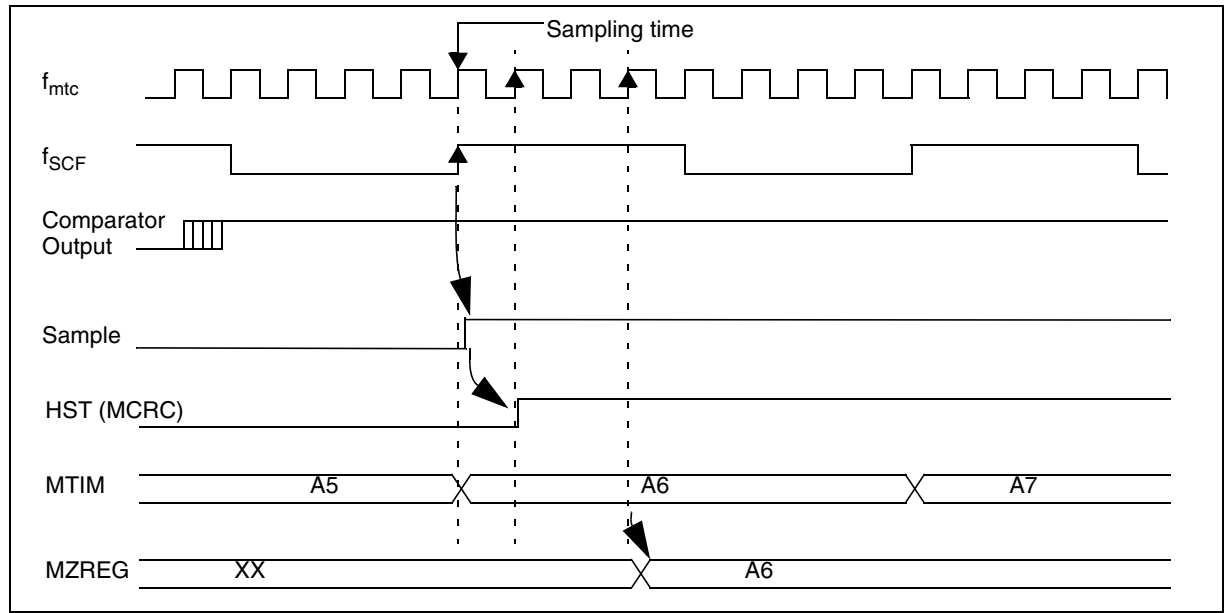 Sampling time
fmtc
fSCF
Comparator
Output
Sample
HST (MCRC)
MTIM A5 A6 A7
MZREG XX A6